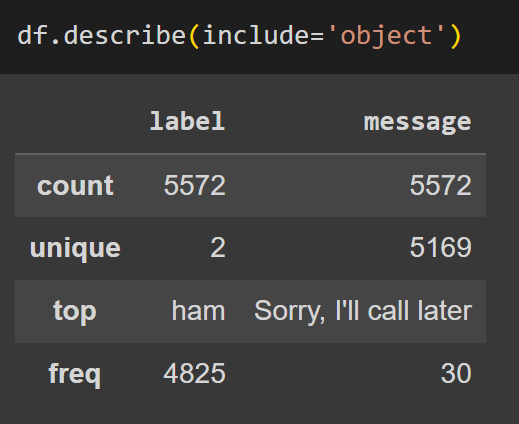 df.describe(include='object')
label message
count 5572 5572
unique 2 5169
top ham Sorry, I'll call later
freq 4825 30